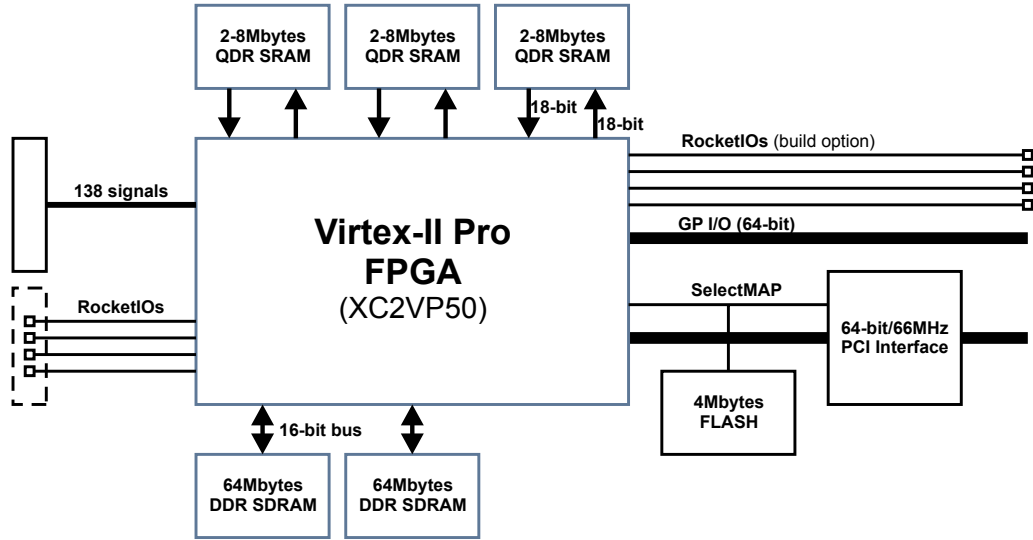 2-8Mbytes
QDR SRAM
2-8Mbytes
QDR SRAM
2-8Mbytes
QDR SRAM
18-bit
18-bit
RocketIOs (build option)
138 signals
GP I/O (64-bit)
Virtex-II Pro
FPGA
(XC2VP50)
SelectMAP
RocketIOs
64-bit/66MHz
PCI Interface
4Mbytes
FLASH
16-bit bus
64Mbytes
DDR SDRAM
64Mbytes
DDR SDRAM